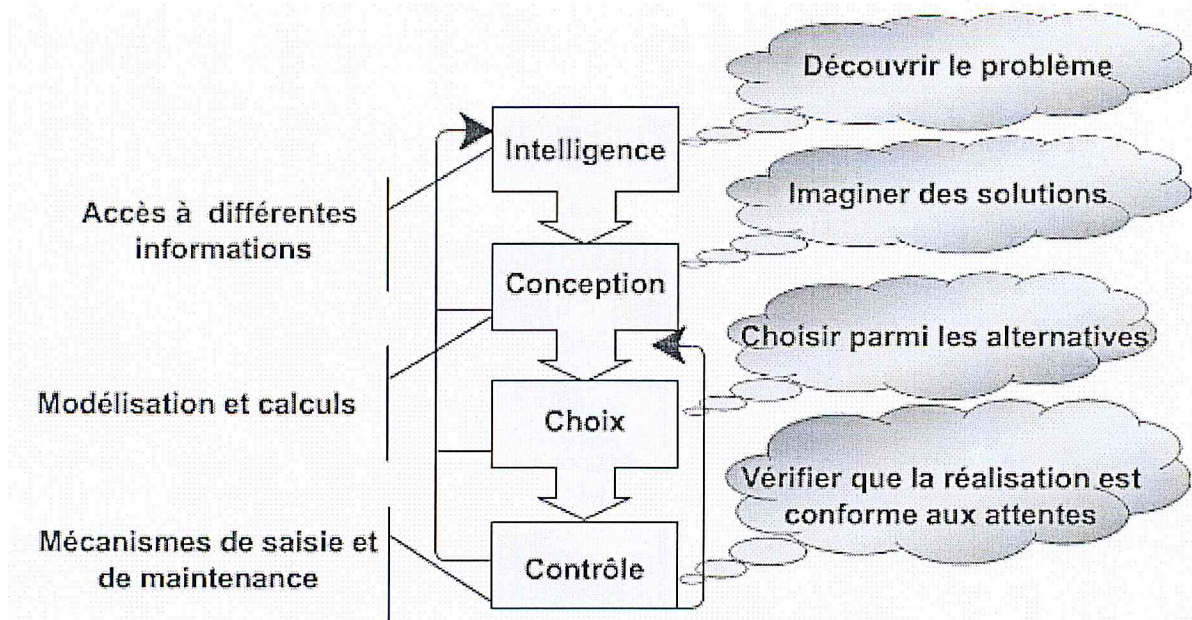 Découvrir le problème
Intelligence
Imaginer des solutions
Accès à différentes
informations
Conception
Choisir parmi les alternatives
Modélisation et calculs
Choix
Vérifier que la réalisation est
conforme aux attentes
Mécanismes de saisie et
de maintenance
Contrôle